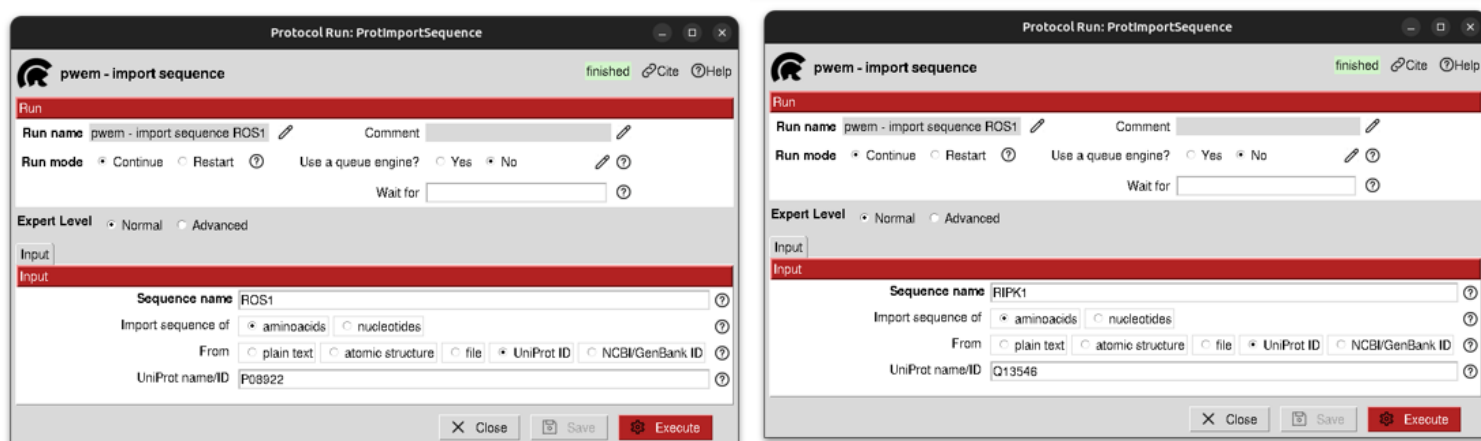 Protocol Run: ProtImportSequence
pwem - import sequence
finished Cite Help
Run
Run name pwem - import sequence ROS1 Comment
Run mode Continue Restart Use a queue engine? Yes No
Wait for
Expert Level Normal Advanced
Input
Input
Sequence name ROS1
Import sequence of aminoacids nucleotides
From plain text atomic structure file UniProt ID NCBI/GenBank ID
UniProt name/ID P08922
Close Save Execute
Protocol Run: ProtImportSequence
pwem - import sequence
finished Cite Help
Run
Run name pwem - import sequence ROS1 Comment
Run mode Continue Restart Use a queue engine? Yes No
Wait for
Expert Level Normal Advanced
Input
Input
Sequence name RIPK1
Import sequence of aminoacids nucleotides
From plain text atomic structure file UniProt ID NCBI/GenBank ID
UniProt name/ID Q13546
Close Save Execute